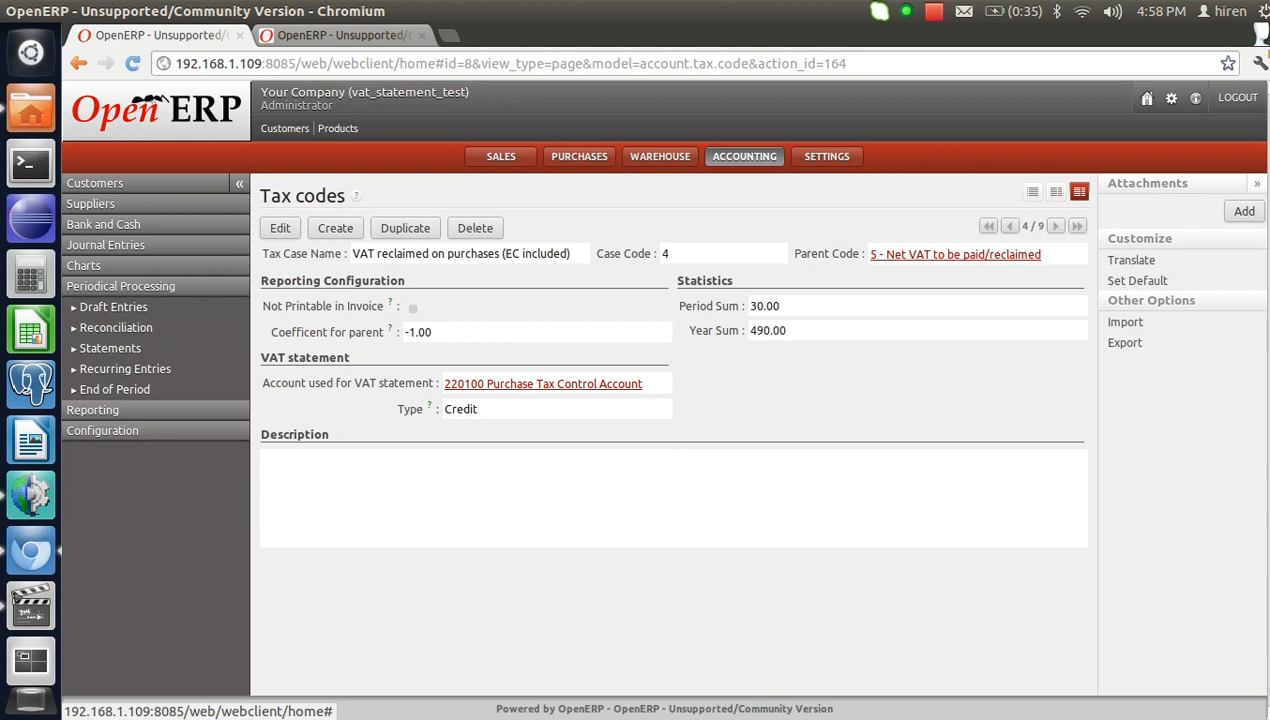 OpenERP - Unsupported/Community Version - Chromium
(0:35)
4:58 PM
hiren
OpenERP - Unsupported/C
OpenERP - Unsupported/C
192.168.1.109:8085/web/webclient/home#id=8&view_type=page&model=account.tax.code&action_id=164
Open ERP
Your Company (vat_statement_test)
Administrator
Customers | Products
LOGOUT
SALES
PURCHASES
WAREHOUSE
ACCOUNTING
SETTINGS
Customers
«
Suppliers
Bank and Cash
Journal Entries
Charts
Periodical Processing
Draft Entries
Reconciliation
Statements
Recurring Entries
End of Period
Reporting
Configuration
Tax codes ?
Edit
Create
Duplicate
Delete
4 / 9
Tax Case Name : VAT reclaimed on purchases (EC included)
Case Code : 4
Parent Code : 5 - Net VAT to be paid/reclaimed
Reporting Configuration
Not Printable in Invoice ? :
Coefficent for parent ? : -1.00
Statistics
Period Sum : 30.00
Year Sum : 490.00
VAT statement
Account used for VAT statement : 220100 Purchase Tax Control Account
Type ? : Credit
Description
Attachments
»
Add
Customize
Translate
Set Default
Other Options
Import
Export
192.168.1.109:8085/web/webclient/home#
Powered by OpenERP - OpenERP - Unsupported/Community Version